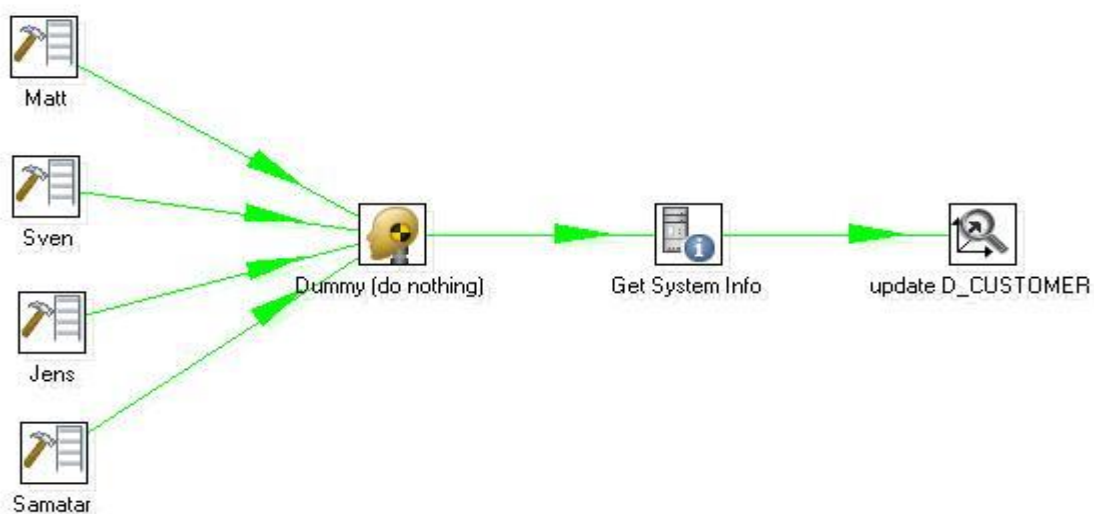 Matt
Sven
Jens
Samatar
Dummy (do nothing)
Get System Info
update D_CUSTOMER